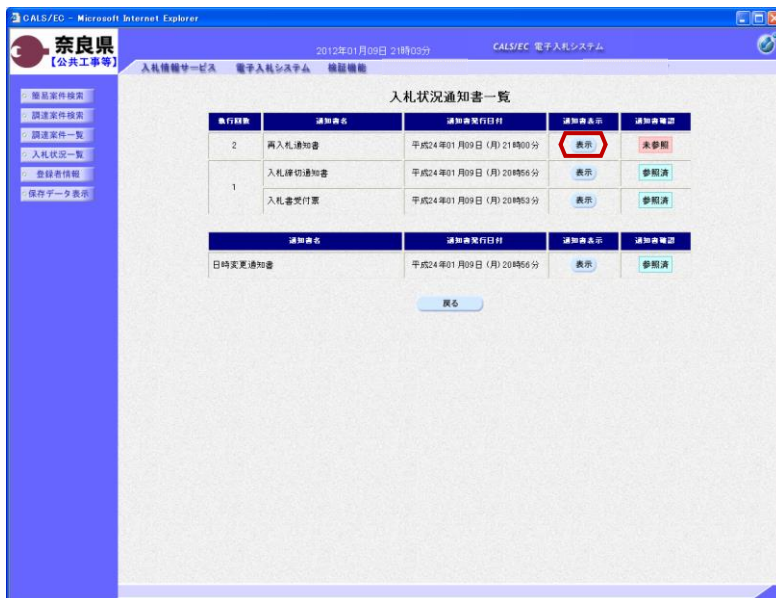 CALS/EC - Microsoft Internet Explorer
奈良県
【公共工事等】
2012年01月09日 21時03分
CALS/EC 電子入札システム
入札情報サービス 電子入札システム 検証機能
簡易案件検索
調達案件検索
調達案件一覧
入札状況一覧
登録者情報
保存データ表示
入札状況通知書一覧
執行回数 通知書名 通知書発行日付 通知書表示 通知書確認
2 再入札通知書 平成24年01月09日(月)21時00分 表示 未参照
1 入札締切通知書 平成24年01月09日(月)20時56分 表示 参照済
入札書受付票 平成24年01月09日(月)20時53分 表示 参照済
通知書名 通知書発行日付 通知書表示 通知書確認
日時変更通知書 平成24年01月09日(月)20時56分 表示 参照済
戻る